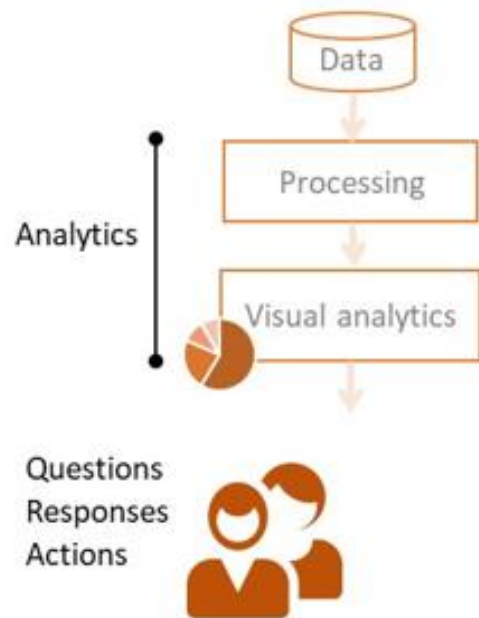 Data
Processing
Analytics
Visual analytics
Questions
Responses
Actions